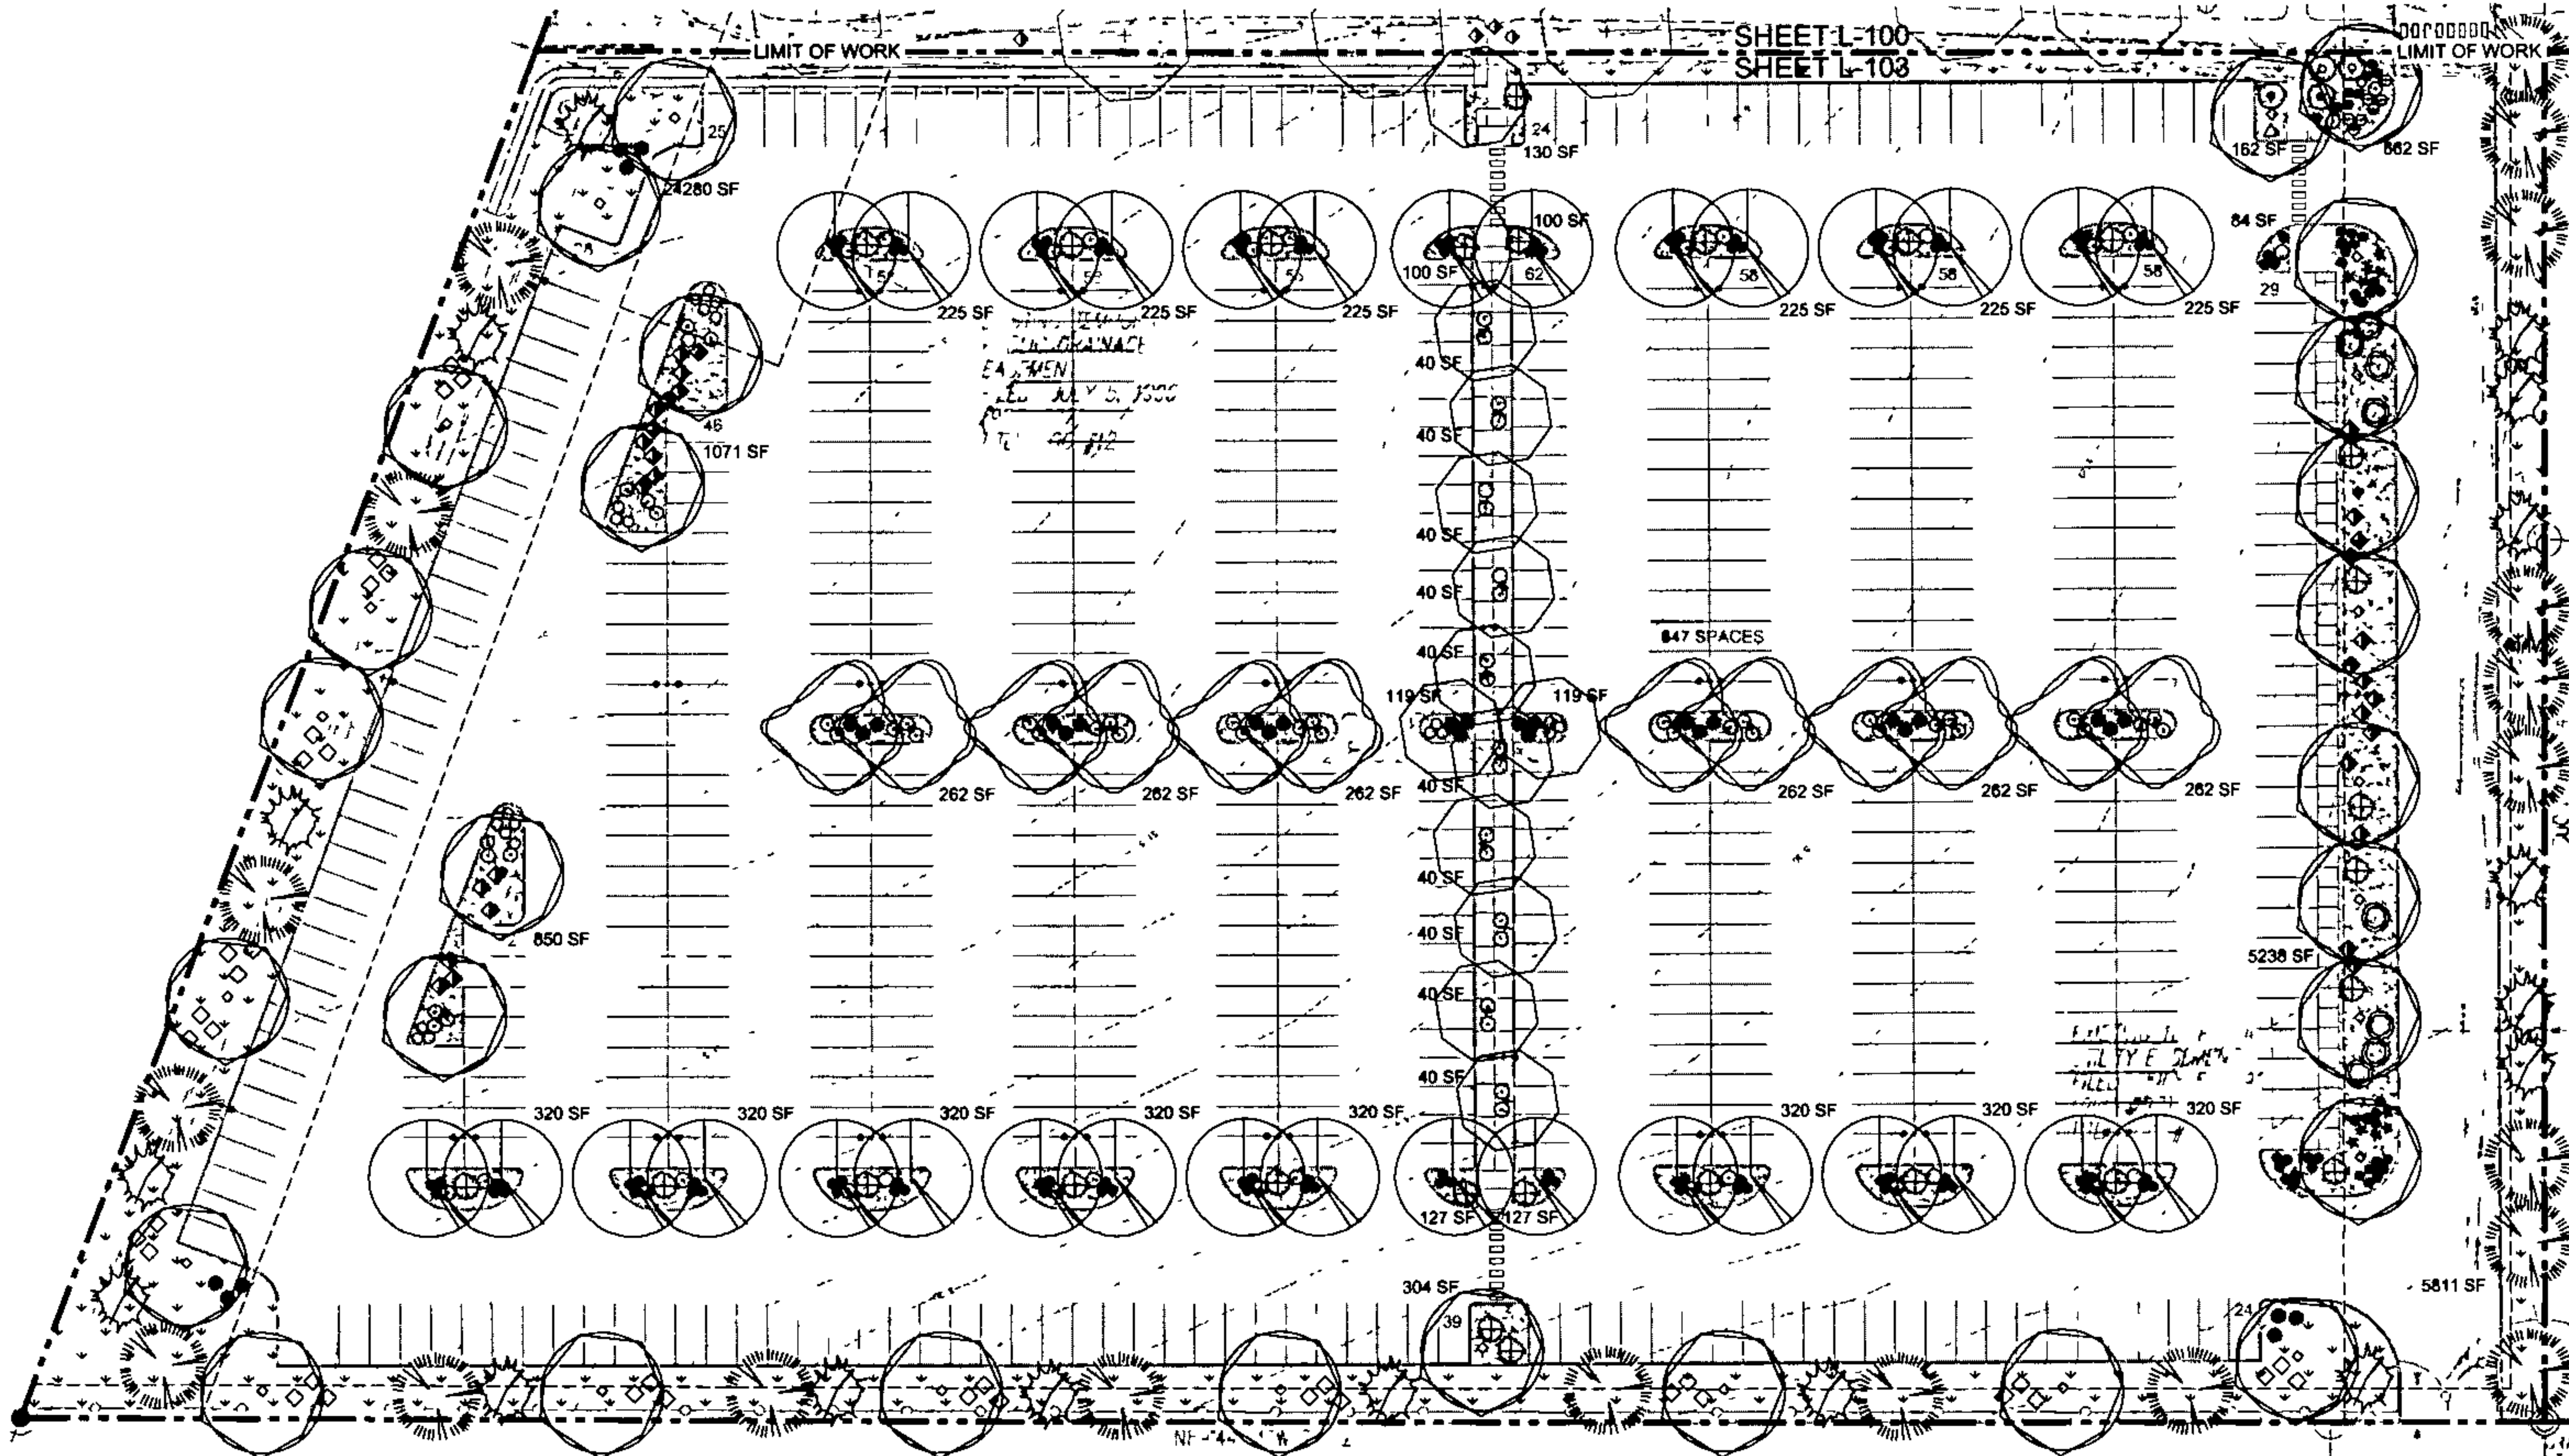 SHEET L-100
LIMIT OF WORK
LIMIT OF WORK
SHEET L-103
25
24
130 SF
162 SF
662 SF
24280 SF
100 SF
84 SF
100 SF
62
58
58
58
29
225 SF
225 SF
225 SF
225 SF
225 SF
225 SF
DRAINAGE
40 SF
JULY
46
40 SF
1071 SF
40 SF
40 SF
847 SPACES
40 SF
119 SF
119 SF
40 SF
262 SF
262 SF
262 SF
262 SF
262 SF
262 SF
40 SF
850 SF
40 SF
5238 SF
40 SF
40 SF
320 SF
320 SF
320 SF
320 SF
320 SF
320 SF
320 SF
320 SF
127 SF
127 SF
304 SF
5811 SF
39
24